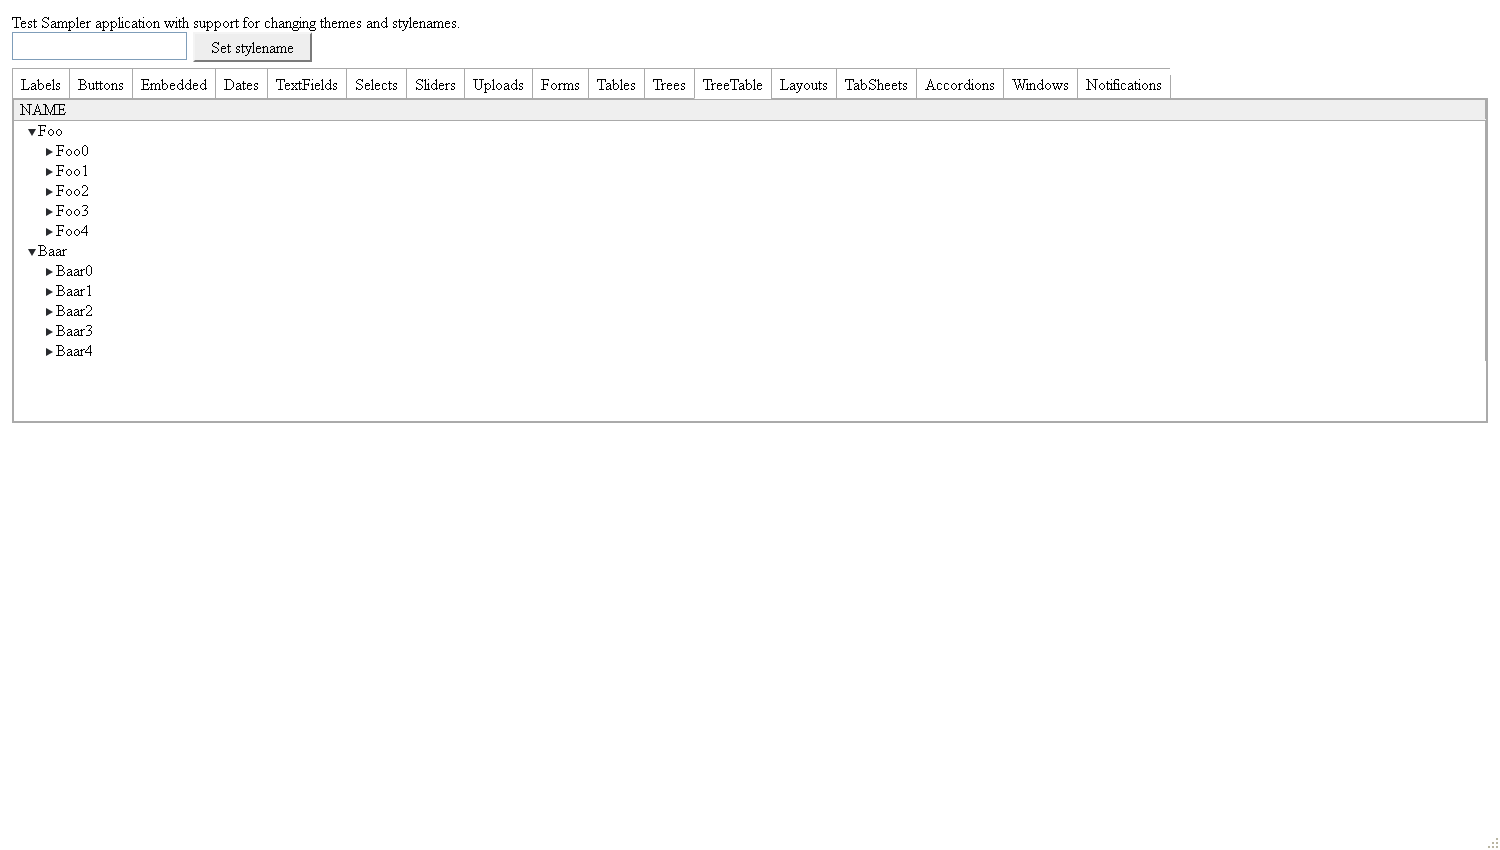 Test Sampler application with support for changing themes and stylenames.
Set stylename
Labels Buttons Embedded Dates TextFields Selects Sliders Uploads Forms Tables Trees TreeTable Layouts TabSheets Accordions Windows Notifications
NAME
Foo
Foo0
Foo1
Foo2
Foo3
Foo4
Baar
Baar0
Baar1
Baar2
Baar3
Baar4